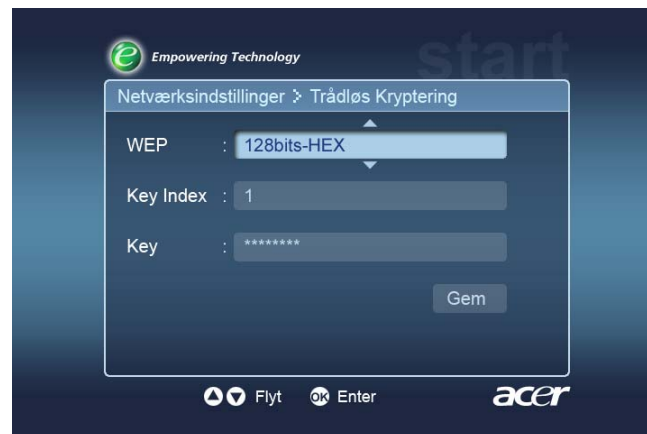 start
Empowering Technology
Netværksindstillinger > Trådløs Kryptering
WEP : 128bits-HEX
Key Index : 1
Key : ********
Gem
Flyt OK Enter
acer